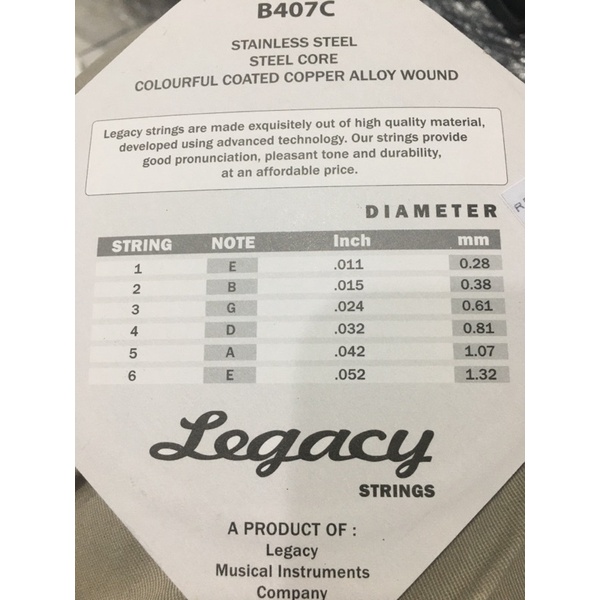 B407C
STAINLESS STEEL
STEEL CORE
COLOURFUL COATED COPPER ALLOY WOUND
Legacy strings are made exquisitely out of high quality material,
developed using advanced technology. Our strings provide
good pronunciation, pleasant tone and durability,
at an affordable price.
DIAMETER
STRING NOTE Inch mm
1 E .011 0.28
2 B .015 0.38
3 G .024 0.61
4 D .032 0.81
5 A .042 1.07
6 E .052 1.32
Legacy
STRINGS
A PRODUCT OF :
Legacy
Musical Instruments
Company